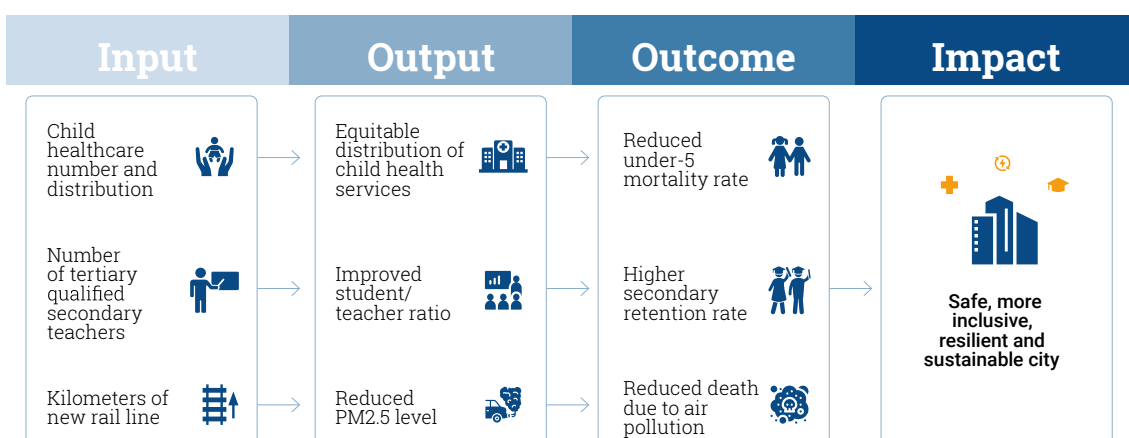 Input
Output
Outcome
Impact
Child
healthcare
number and
distribution
Equitable
distribution of
child health
services
Reduced
under-5
mortality rate
Number
of tertiary
qualified
secondary
teachers
Improved
student/
teacher ratio
Higher
secondary
retention rate
Safe, more
inclusive,
resilient and
sustainable city
Kilometers of
new rail line
Reduced
PM2.5 level
Reduced death
due to air
pollution